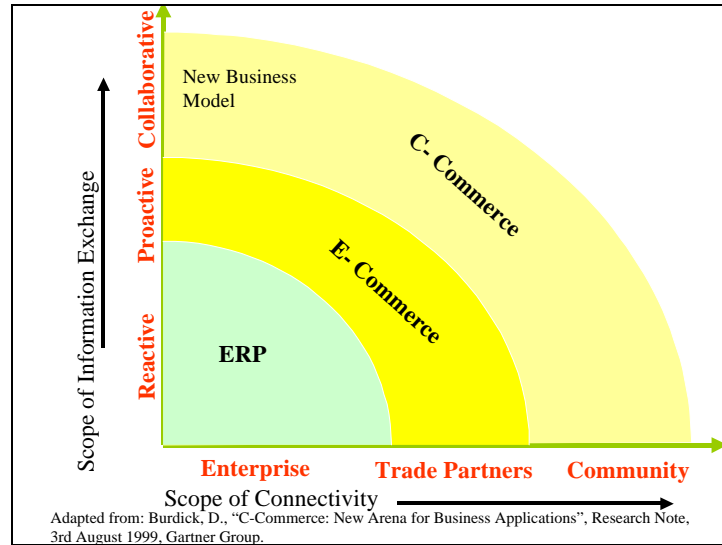 New Business
Model
C- Commerce
E- Commerce
ERP
Scope of Information Exchange
Collaborative
Proactive
Reactive
Enterprise
Trade Partners
Community
Scope of Connectivity
Adapted from: Burdick, D., “C-Commerce: New Arena for Business Applications”, Research Note,
3rd August 1999, Gartner Group.